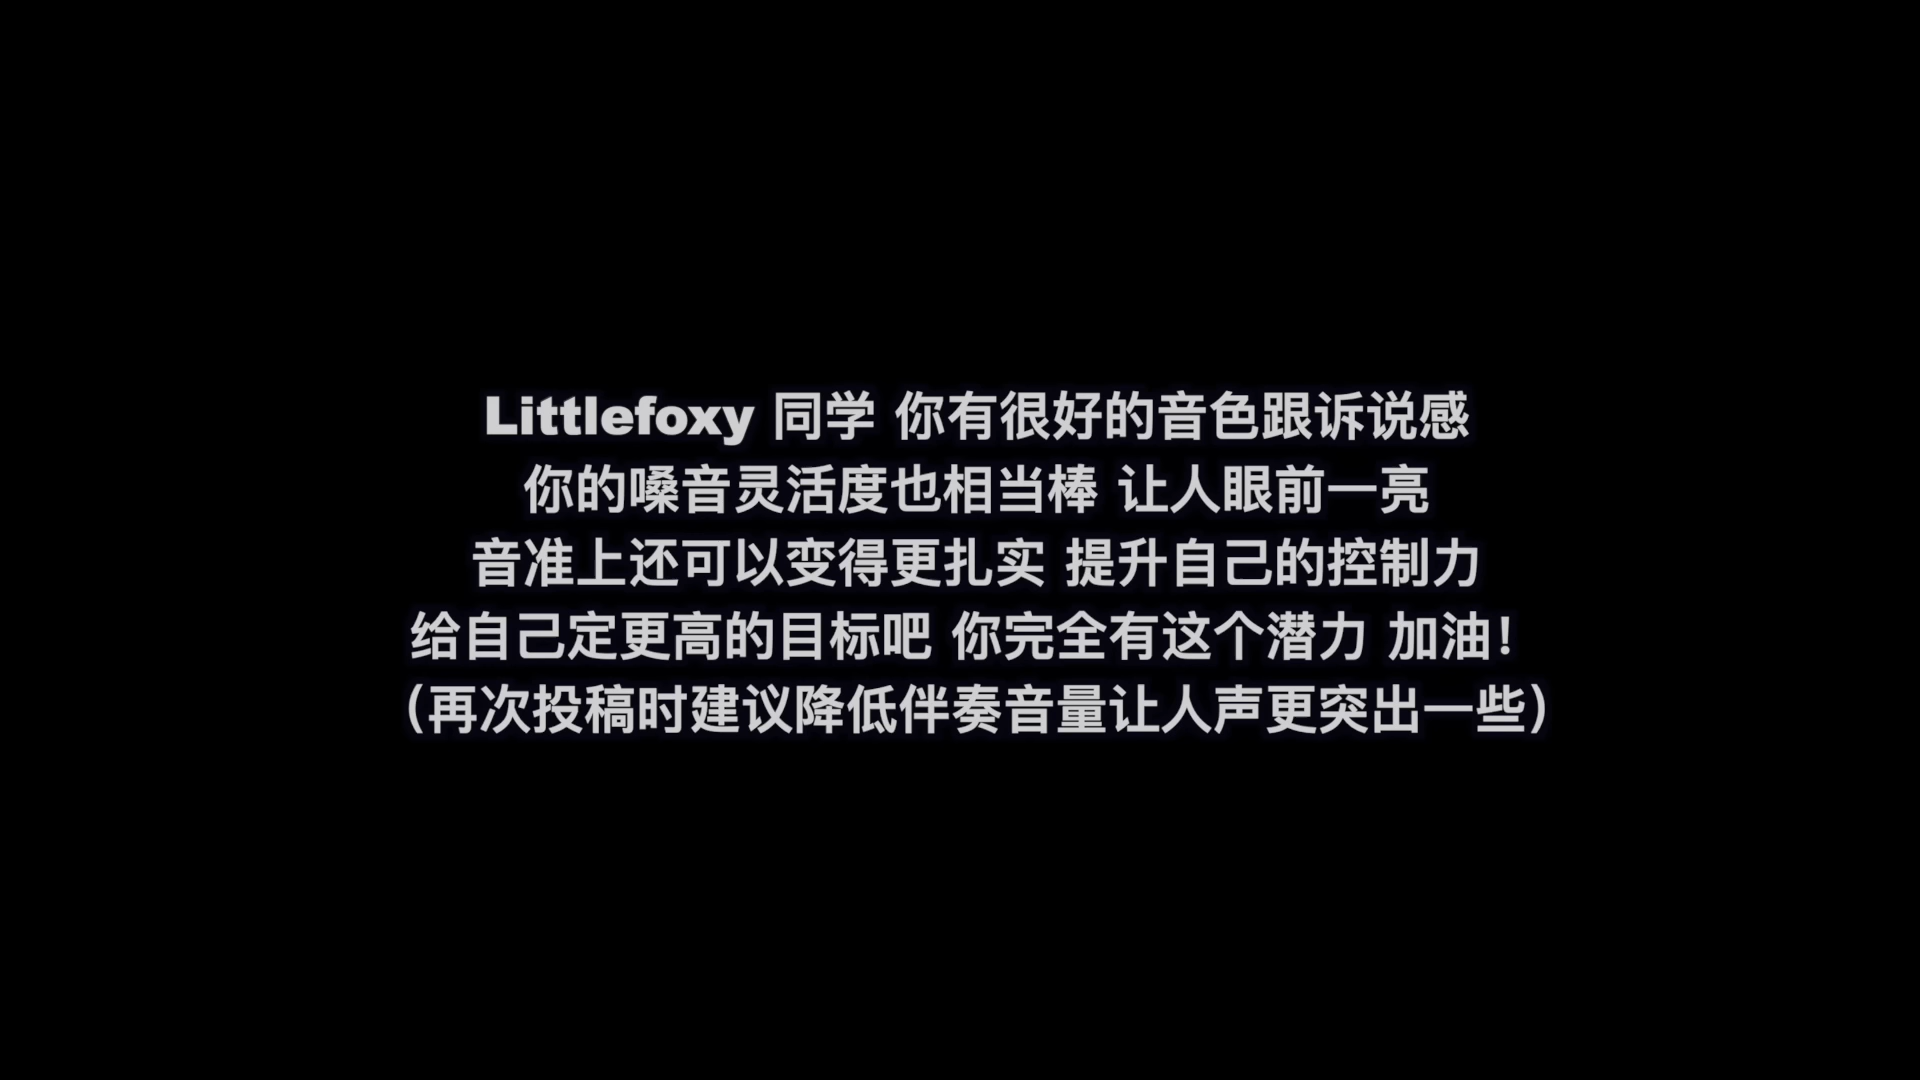 Littlefoxy 同学 你有很好的音色跟诉说感
你的嗓音灵活度也相当棒 让人眼前一亮
音准上还可以变得更扎实 提升自己的控制力
给自己定更高的目标吧 你完全有这个潜力 加油！
（再次投稿时建议降低伴奏音量让人声更突出一些）